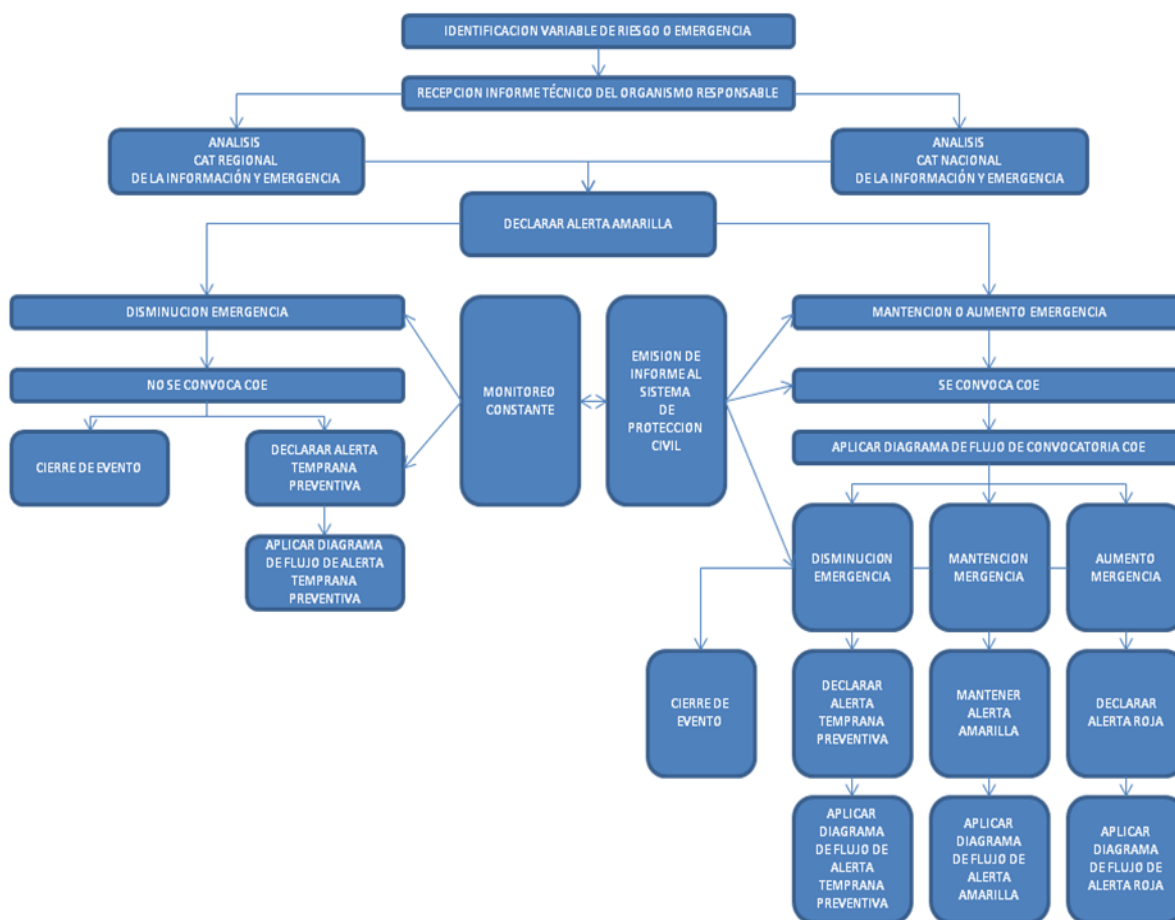 IDENTIFICACION VARIABLE DE RIESGO O EMERGENCIA
RECEPCION INFORME TÉCNICO DEL ORGANISMO RESPONSABLE
ANALISIS
CAT REGIONAL
DE LA INFORMACIÓN Y EMERGENCIA
ANALISIS
CAT NACIONAL
DE LA INFORMACIÓN Y EMERGENCIA
DECLARAR ALERTA AMARILLA
DISMINUCION EMERGENCIA
NO SE CONVOCA COE
CIERRE DE EVENTO
DECLARAR ALERTA
TEMPRANA
PREVENTIVA
APLICAR DIAGRAMA
DE FLUJO DE ALERTA
TEMPRANA
PREVENTIVA
MONITOREO
CONSTANTE
EMISION DE
INFORME AL
SISTEMA
DE
PROTECCION
CIVIL
MANTENCION O AUMENTO EMERGENCIA
SE CONVOCA COE
APLICAR DIAGRAMA DE FLUJO DE CONVOCATORIA COE
DISMINUCION
EMERGENCIA
MANTENCION
MERGENCIA
AUMENTO
MERGENCIA
CIERRE DE
EVENTO
DECLARAR
ALERTA
TEMPRANA
PREVENTIVA
MANTENER
ALERTA
AMARILLA
DECLARAR
ALERTA ROJA
APLICAR
DIAGRAMA
DE FLUJO DE
ALERTA
TEMPRANA
PREVENTIVA
APLICAR
DIAGRAMA
DE FLUJO DE
ALERTA
AMARILLA
APLICAR
DIAGRAMA
DE FLUJO DE
ALERTA ROJA